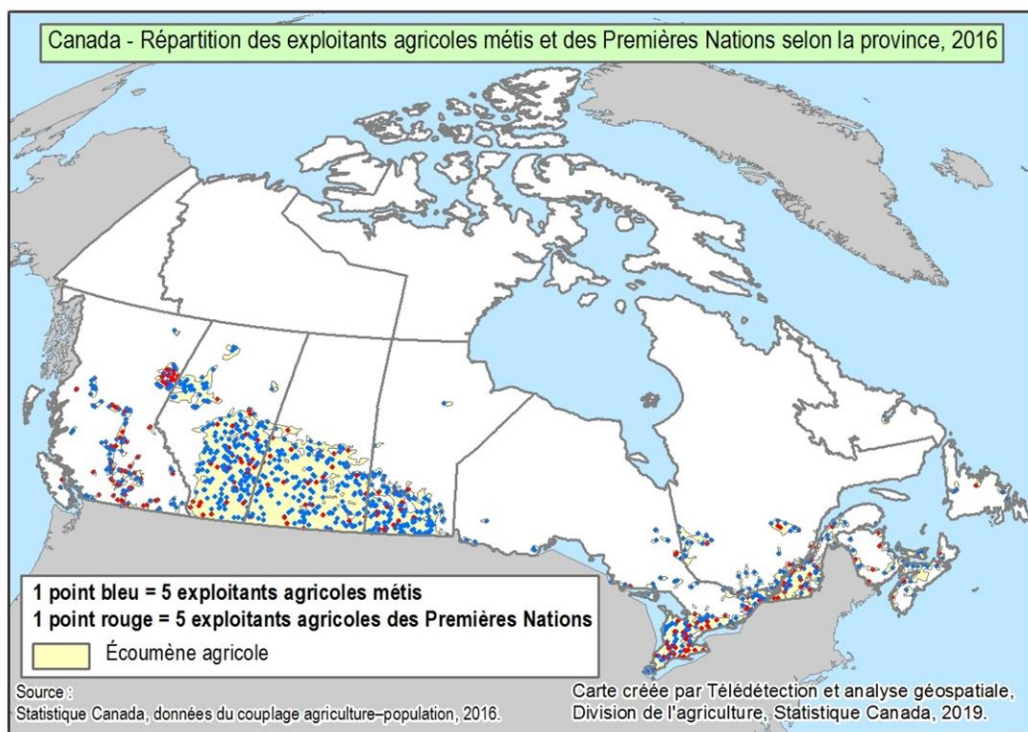 Canada - Répartition des exploitants agricoles métis et des Premières Nations selon la province, 2016
1 point bleu = 5 exploitants agricoles métis
1 point rouge = 5 exploitants agricoles des Premières Nations
Écoumène agricole
Source :
Statistique Canada, données du couplage agriculture–population, 2016.
Carte créée par Télédétection et analyse géospatiale,
Division de l'agriculture, Statistique Canada, 2019.